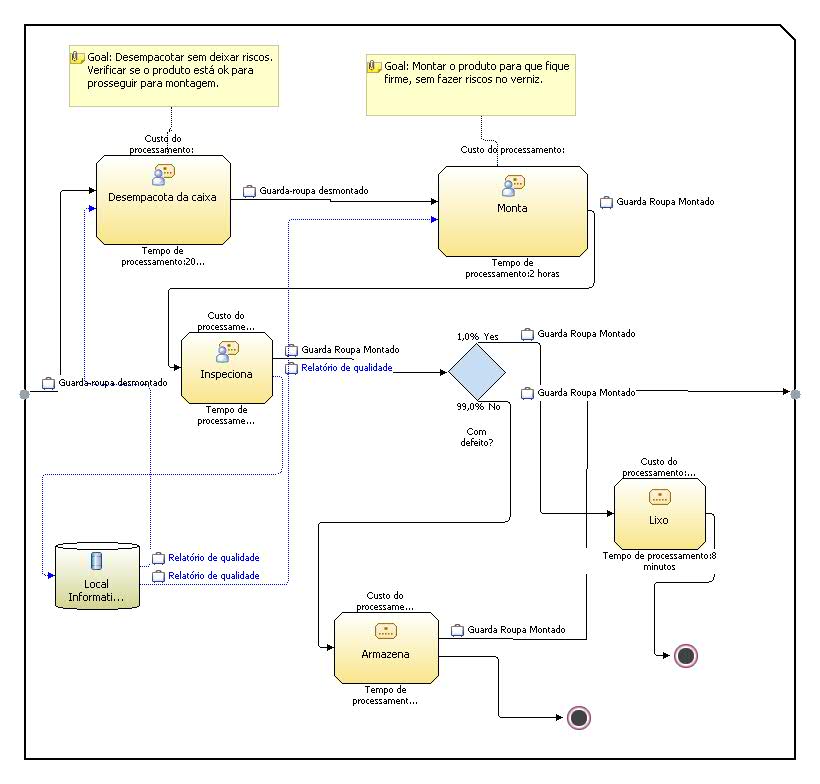 Goal: Desempacotar sem deixar riscos.
Verificar se o produto está ok para
prosseguir para montagem.
Goal: Montar o produto para que fique
firme, sem fazer riscos no verniz.
Custo do
processamento:
Desempacota da caixa
Tempo de
processamento:20...
Guarda-roupa desmontado
Custo do processamento:
Monta
Tempo de
processamento:2 horas
Guarda Roupa Montado
Custo do
processame...
Inspeciona
Tempo de
processame...
Guarda Roupa Montado
Relatório de qualidade
1,0% Yes
99,0% No
Com
defeito?
Guarda Roupa Montado
Guarda Roupa Montado
Guarda-roupa desmontado
Custo do
processamento:...
Lixo
Tempo de processamento:8
minutos
Local
Informati...
Relatório de qualidade
Relatório de qualidade
Custo do
processame...
Armazena
Tempo de
processament...
Guarda Roupa Montado